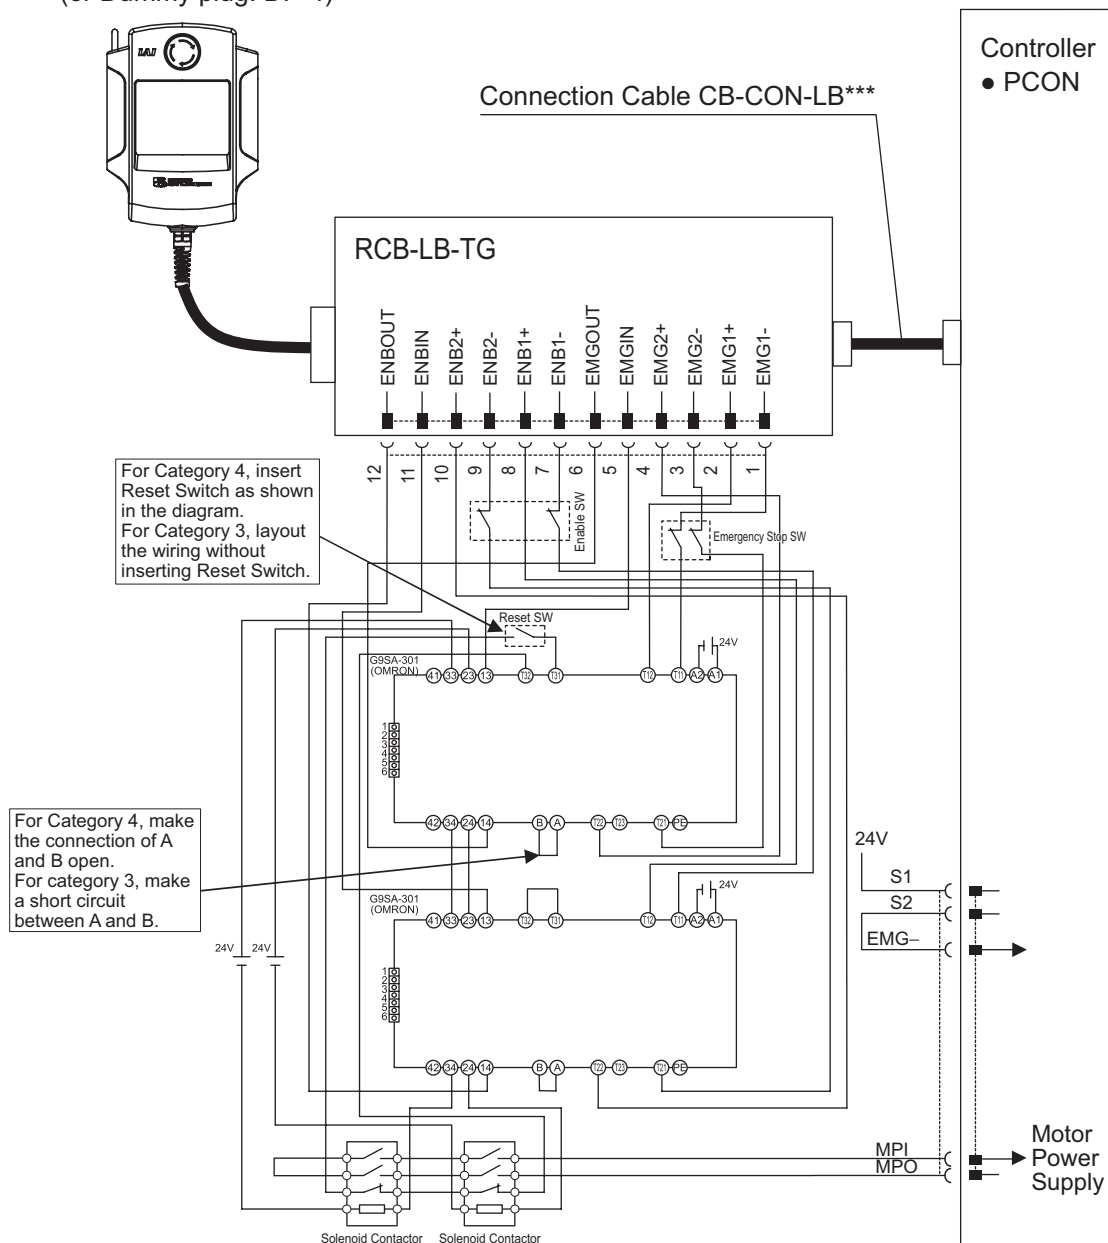 Controller
● PCON
IAI
Connection Cable CB-CON-LB***
RCB-LB-TG
ENBOUT
ENBIN
ENB2+
ENB2-
ENB1+
ENB1-
EMGOUT
EMGIN
EMG2+
EMG2-
EMG1+
EMG1-
12
11
10
9
8
7
6
5
4
3
2
1
For Category 4, insert
Reset Switch as shown
in the diagram.
For Category 3, layout
the wiring without
inserting Reset Switch.
Enable SW
Emergency Stop SW
Reset SW
G9SA-301
(OMRON)
24V
41 33 23 13 T32 T31 T12 T11 A2 A1
1
2
3
4
5
6
42 34 24 14 B A T22 T23 T21 PE
For Category 4, make
the connection of A
and B open.
For category 3, make
a short circuit
between A and B.
G9SA-301
(OMRON)
24V
41 33 23 13 T32 T31 T12 T11 A2 A1
1
2
3
4
5
6
42 34 24 14 B A T22 T23 T21 PE
24V 24V
24V
S1
S2
EMG–
MPI
MPO
Motor
Power
Supply
Solenoid Contactor Solenoid Contactor